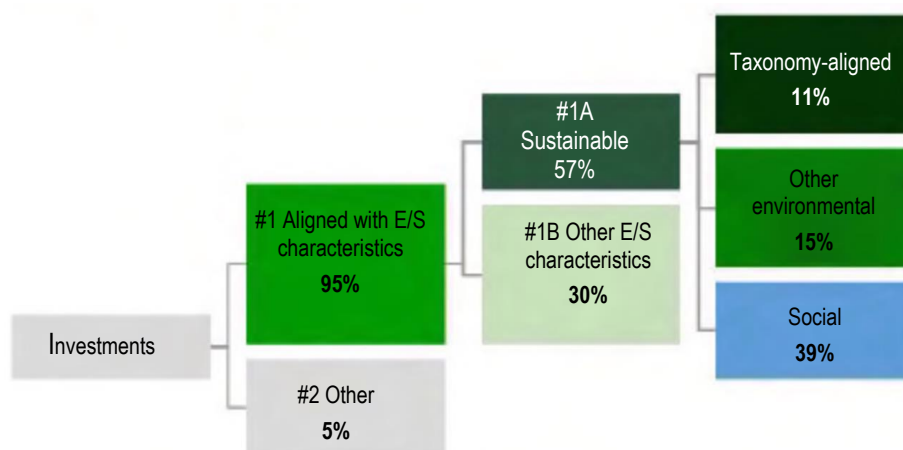 Investments
#1 Aligned with E/S
characteristics
95%
#2 Other
5%
#1A
Sustainable
57%
#1B Other E/S
characteristics
30%
Taxonomy-aligned
11%
Other
environmental
15%
Social
39%